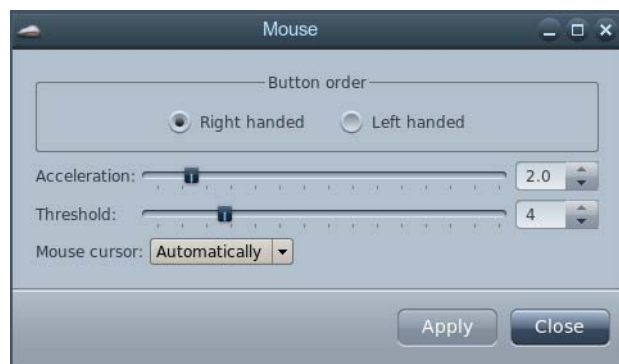 Mouse
Button order
Right handed Left handed
Acceleration: 2.0
Threshold: 4
Mouse cursor: Automatically
Apply Close